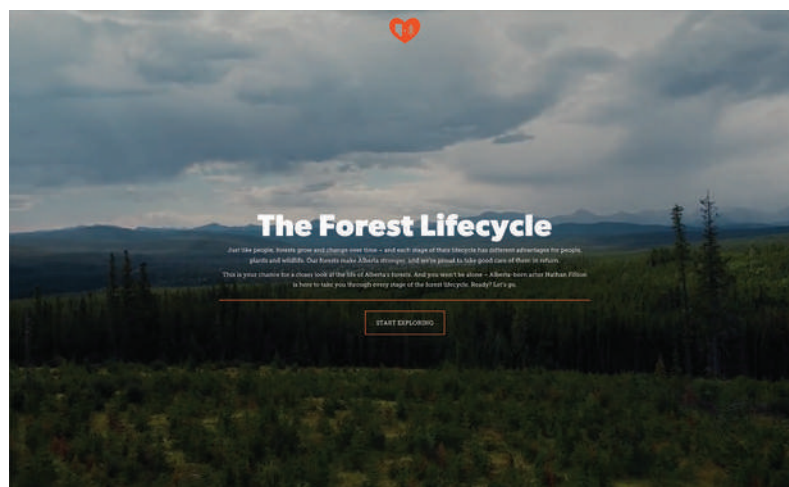 The Forest Lifecycle
Just like people, forests grow and change over time – and each stage of their lifecycle has different advantages for people,
plants and wildlife. Our forests make Alberta stronger, and we're proud to take good care of them in return.
This is your chance for a closer look at the life of Alberta's forests. And you won't be alone – Alberta-born actor Nathan Fillion
is here to take you through every stage of the forest lifecycle. Ready? Let's go.
START EXPLORING